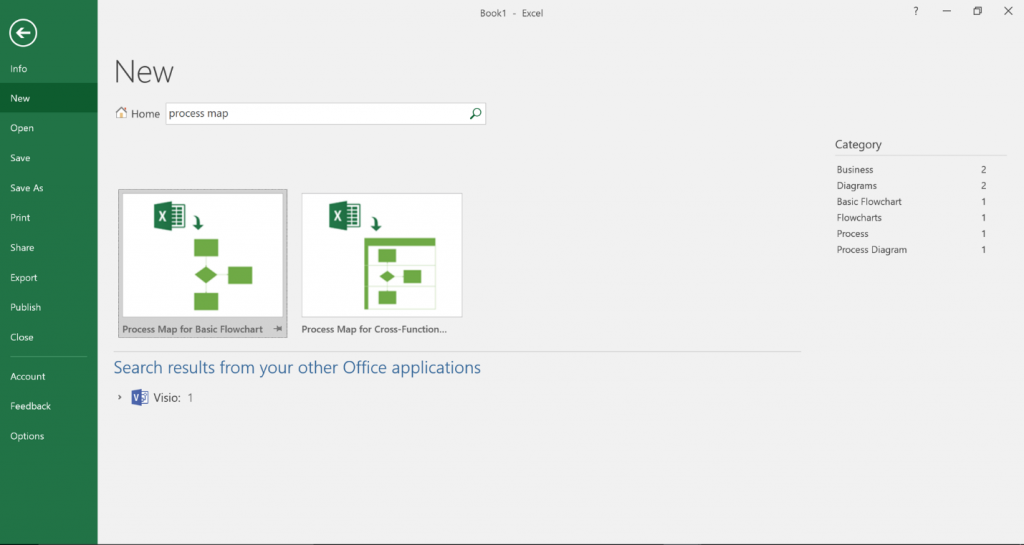 Book1 - Excel
?
Info
New
Open
Save
Save As
Print
Share
Export
Publish
Close
Account
Feedback
Options
New
Home
process map
X
Process Map for Basic Flowchart
X
Process Map for Cross-Function...
Category
Business 2
Diagrams 2
Basic Flowchart 1
Flowcharts 1
Process 1
Process Diagram 1
Search results from your other Office applications
V
Visio: 1